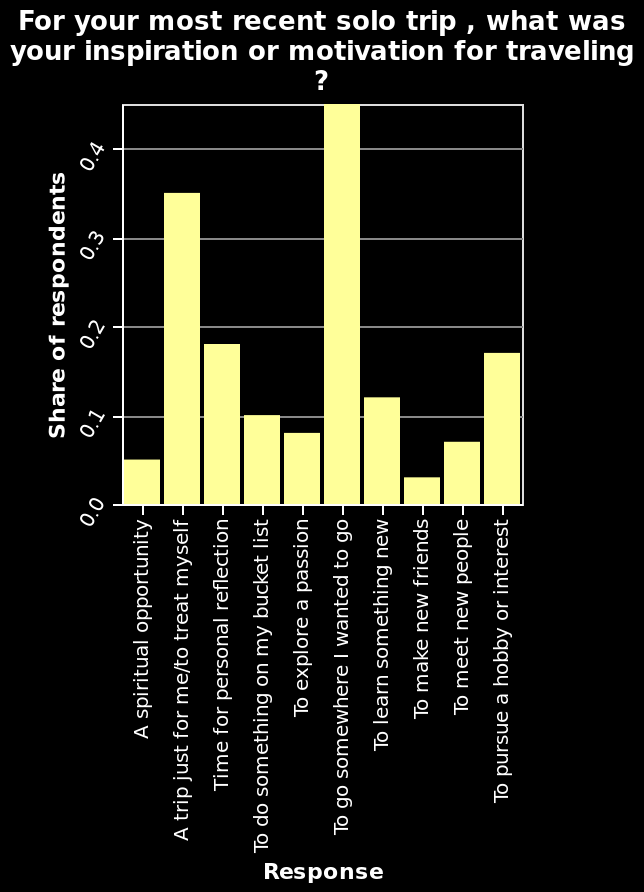 For your most recent solo trip , what was
your inspiration or motivation for traveling
?
Share of respondents
0.4
0.3
0.2
0.1
0.0
A spiritual opportunity
A trip just for me/to treat myself
Time for personal reflection
To do something on my bucket list
To explore a passion
To go somewhere I wanted to go
To learn something new
To make new friends
To meet new people
To pursue a hobby or interest
Response